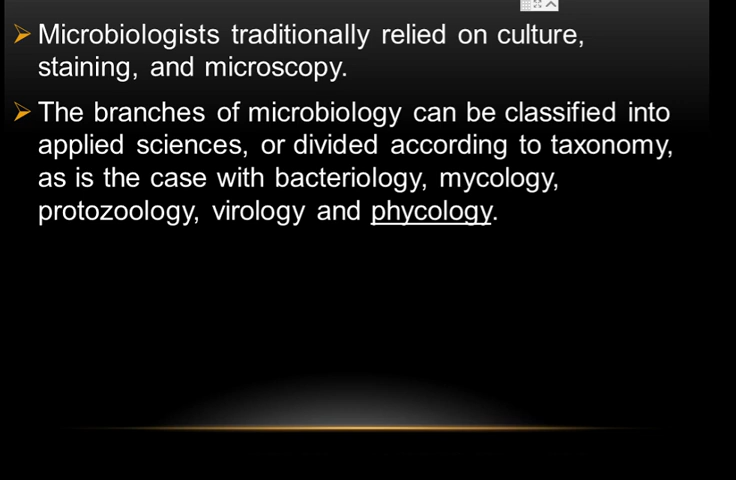 Microbiologists traditionally relied on culture,
staining, and microscopy.
The branches of microbiology can be classified into
applied sciences, or divided according to taxonomy,
as is the case with bacteriology, mycology,
protozoology, virology and phycology.